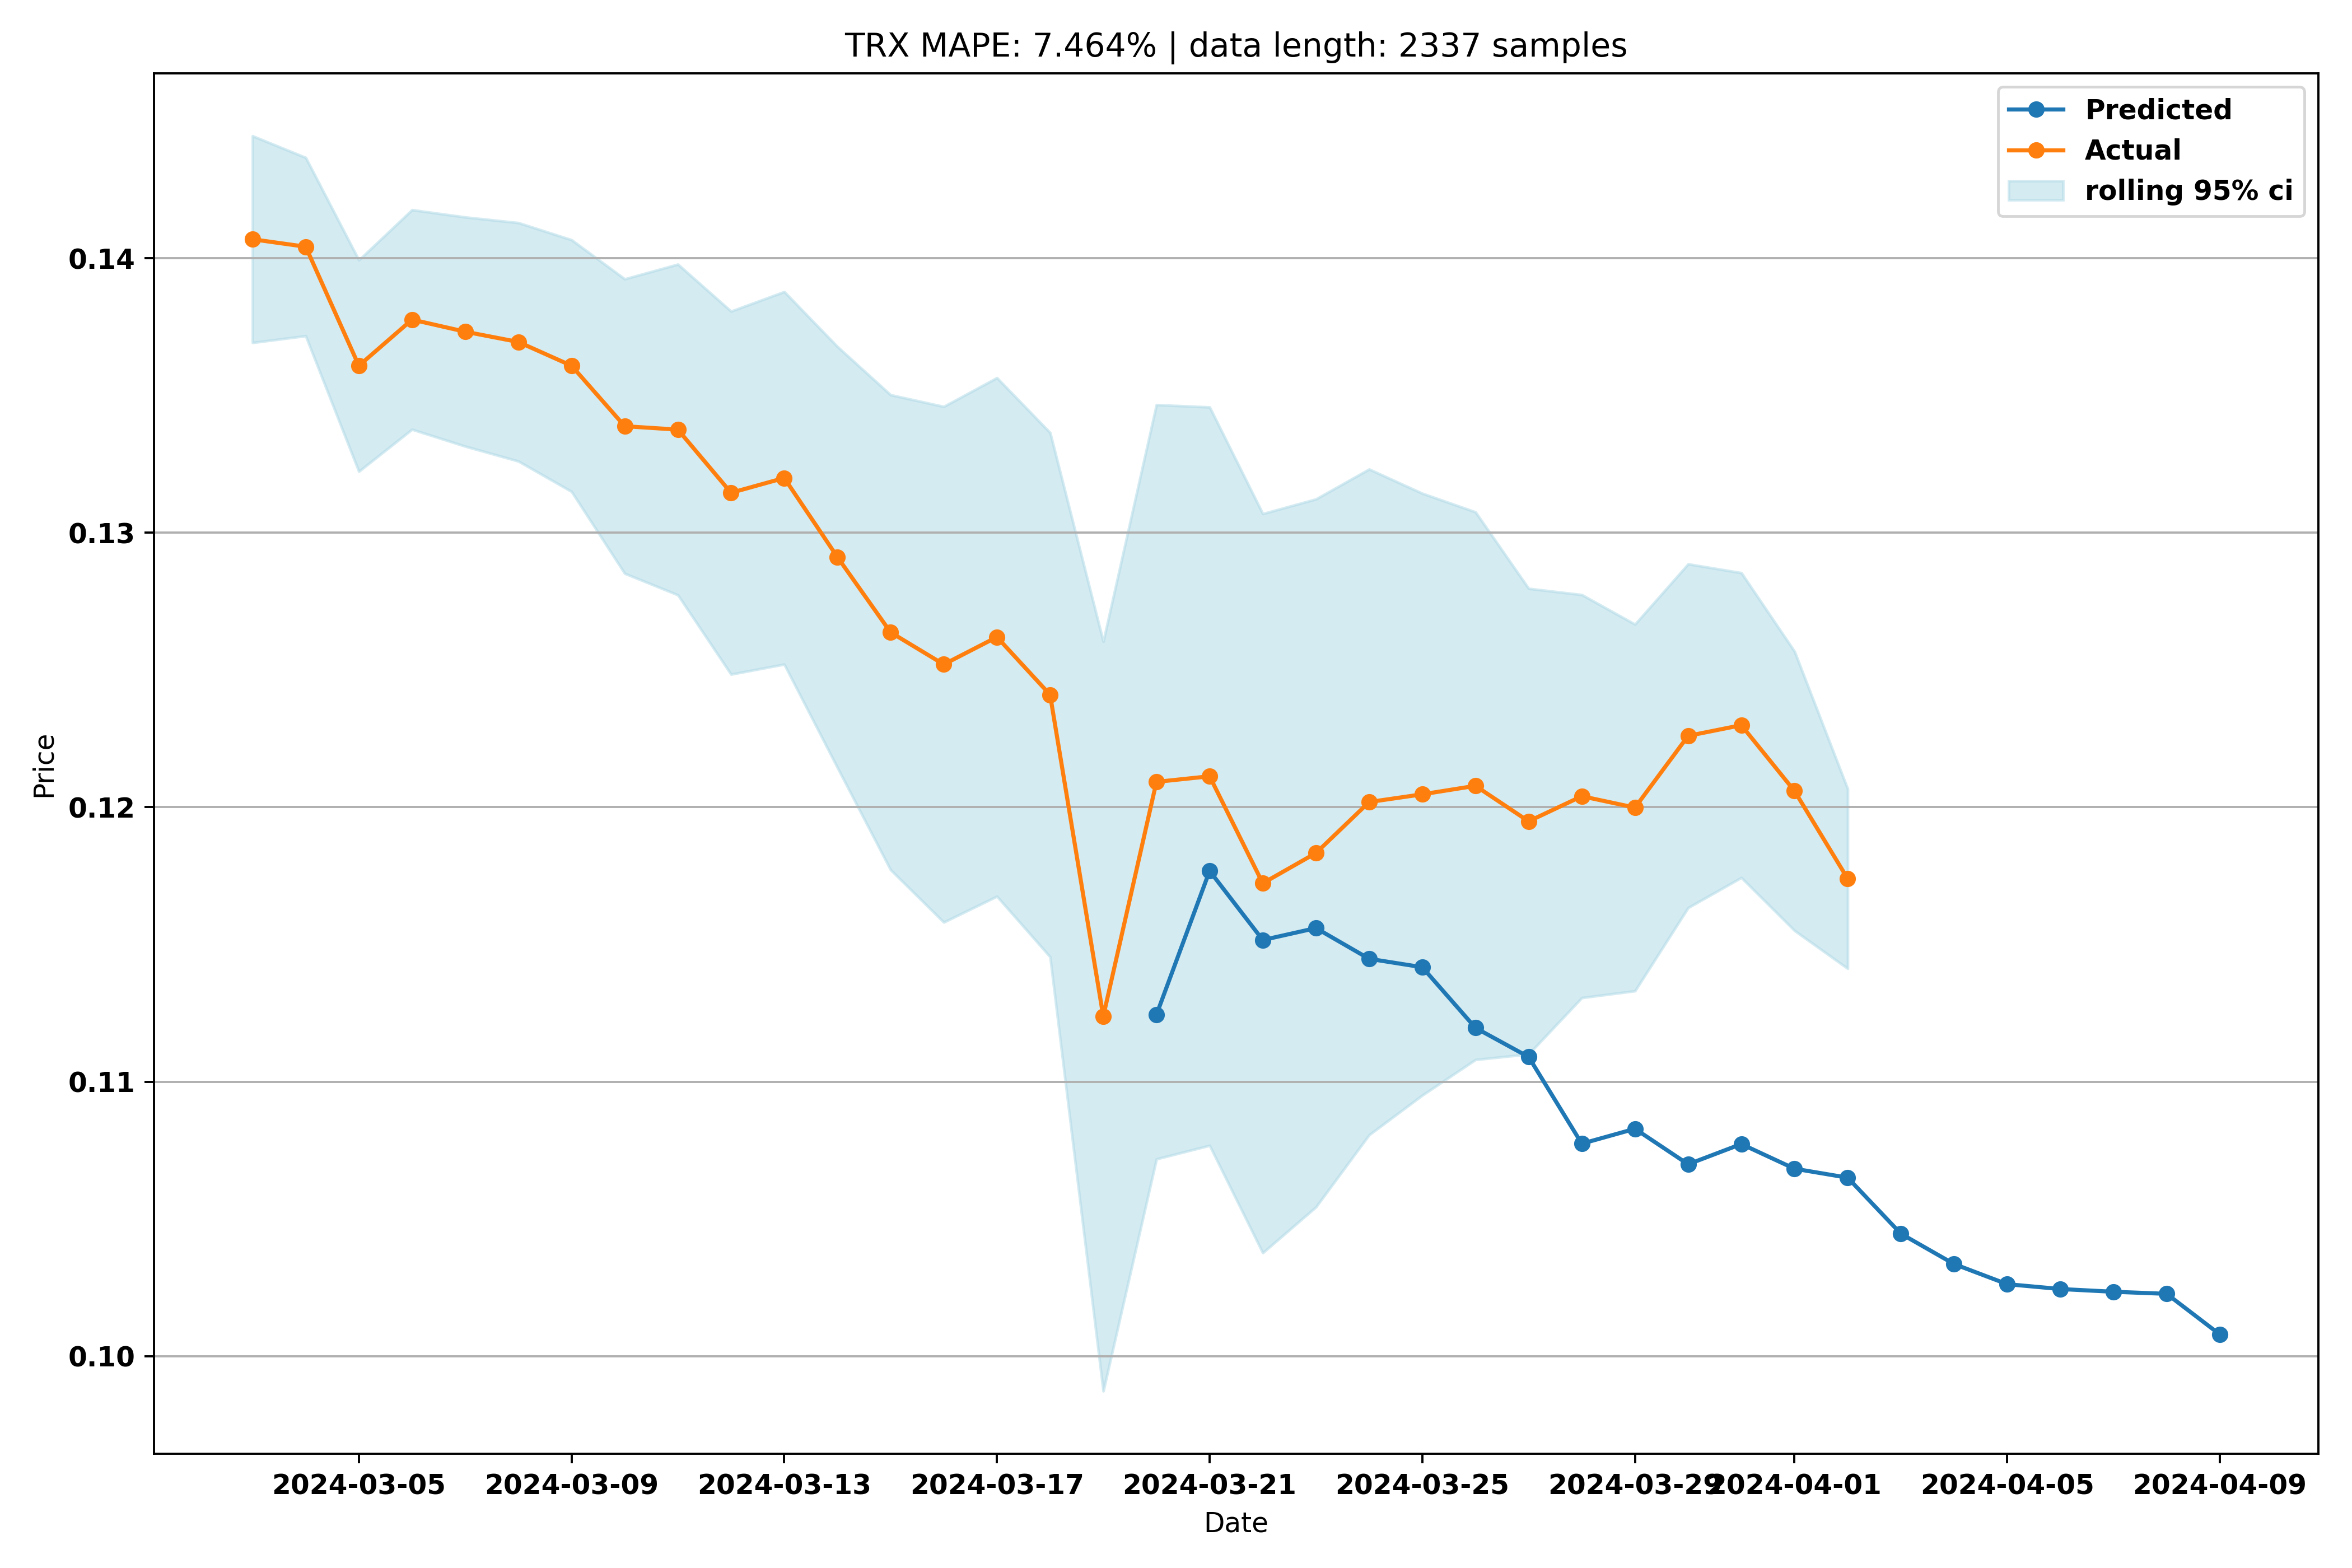 TRX MAPE: 7.464% | data length: 2337 samples
Predicted
Actual
rolling 95% ci
0.14
0.13
0.12
0.11
0.10
Price
2024-03-05 2024-03-09 2024-03-13 2024-03-17 2024-03-21 2024-03-25 2024-03-29 2024-04-01 2024-04-05 2024-04-09
Date